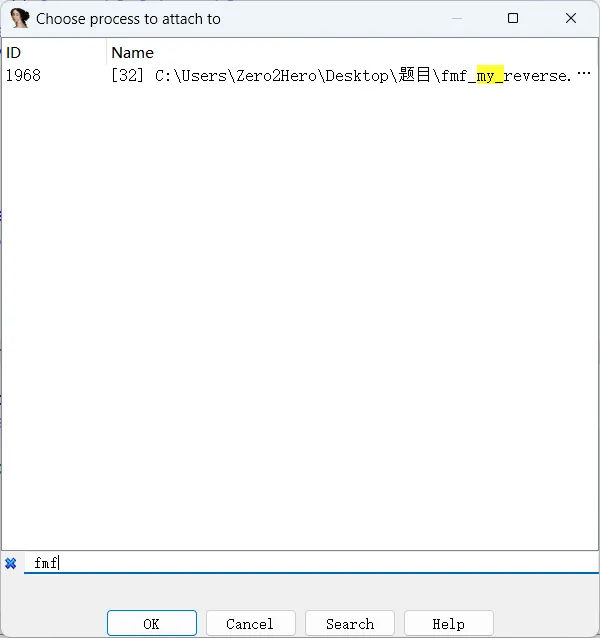 Choose process to attach to
ID Name
1968 [32] C:\Users\Zero2Hero\Desktop\题目\fmf_my_reverse.···
fmf
OK Cancel Search Help